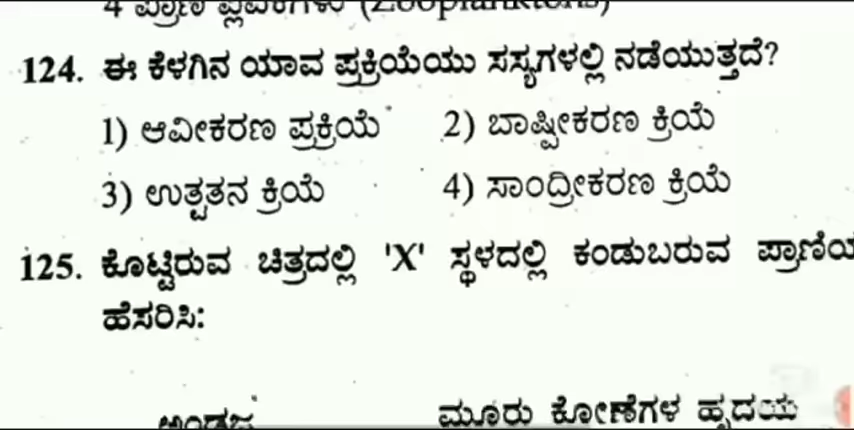 124. ಈ ಕೆಳಗಿನ ಯಾವ ಪ್ರಕ್ರಿಯೆಯು ಸಸ್ಯಗಳಲ್ಲಿ ನಡೆಯುತ್ತದೆ?
1) ಆವೀಕರಣ ಪ್ರಕ್ರಿಯೆ 2) ಬಾಷ್ಪೀಕರಣ ಕ್ರಿಯೆ
3) ಉತ್ಪತನ ಕ್ರಿಯೆ 4) ಸಾಂದ್ರೀಕರಣ ಕ್ರಿಯೆ
125. ಕೊಟ್ಟಿರುವ ಚಿತ್ರದಲ್ಲಿ 'X' ಸ್ಥಳದಲ್ಲಿ ಕಂಡುಬರುವ ಪ್ರಾಣಿಯ
ಹೆಸರಿಸಿ:
ಮೂರು ಕೋಣೆಗಳ ಹೃದಯ